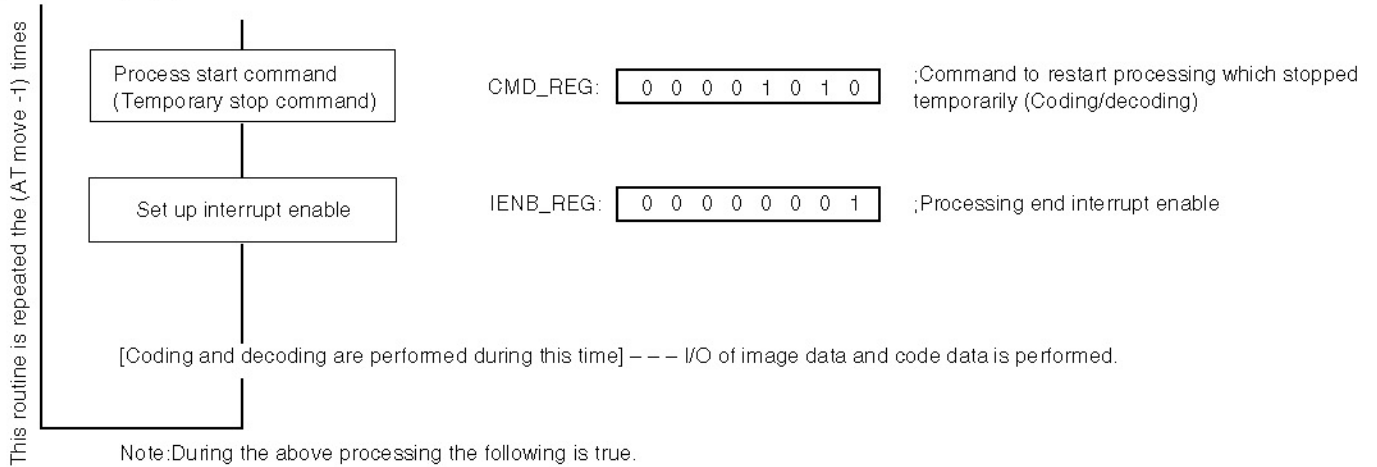 This routine is repeated the (AT move -1) times
Process start command
(Temporary stop command)
CMD_REG: 0 0 0 0 1 0 1 0
;Command to restart processing which stopped
temporarily (Coding/decoding)
Set up interrupt enable
IENB_REG: 0 0 0 0 0 0 0 1
;Processing end interrupt enable
[Coding and decoding are performed during this time] – – – I/O of image data and code data is performed.
Note:During the above processing the following is true.